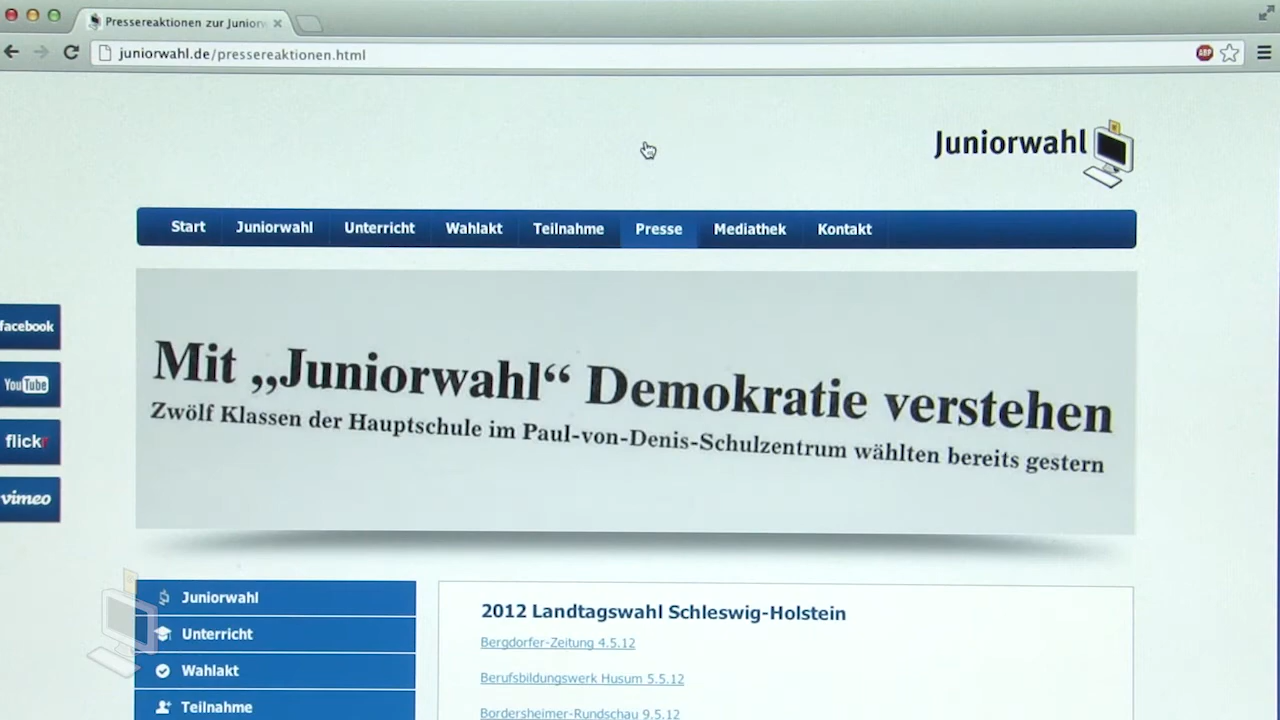 Pressereaktionen zur Junior
juniorwahl.de/pressereaktionen.html
ABP
Juniorwahl
Start Juniorwahl Unterricht Wahlakt Teilnahme Presse Mediathek Kontakt
facebook
YouTube
flickr
vimeo
Mit „Juniorwahl“ Demokratie verstehen
Zwölf Klassen der Hauptschule im Paul-von-Denis-Schulzentrum wählten bereits gestern
Juniorwahl
Unterricht
Wahlakt
Teilnahme
2012 Landtagswahl Schleswig-Holstein
Bergdorfer-Zeitung 4.5.12
Berufsbildungswerk Husum 5.5.12
Bordersheimer-Rundschau 9.5.12